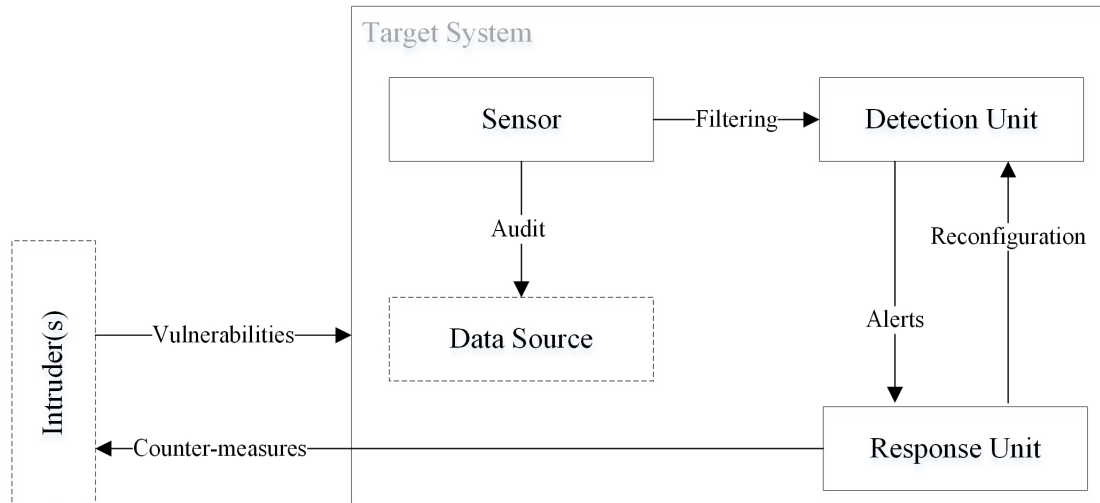 Target System
Sensor
Filtering
Detection Unit
Audit
Reconfiguration
Intruder(s)
Vulnerabilities
Data Source
Alerts
Counter-measures
Response Unit